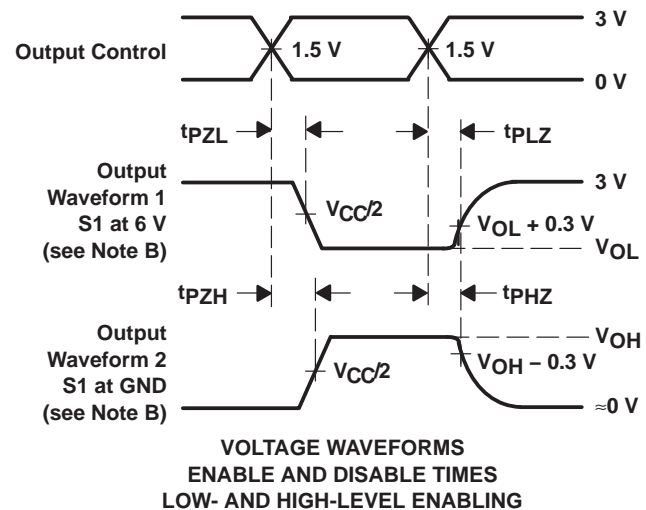 3 V
Output Control
1.5 V
1.5 V
0 V
tPZL
tPLZ
Output
Waveform 1
S1 at 6 V
(see Note B)
3 V
VCC/2
VOL + 0.3 V
VOL
tPZH
tPHZ
Output
Waveform 2
S1 at GND
(see Note B)
VOH
VCC/2
VOH − 0.3 V
≈0 V
VOLTAGE WAVEFORMS
ENABLE AND DISABLE TIMES
LOW- AND HIGH-LEVEL ENABLING